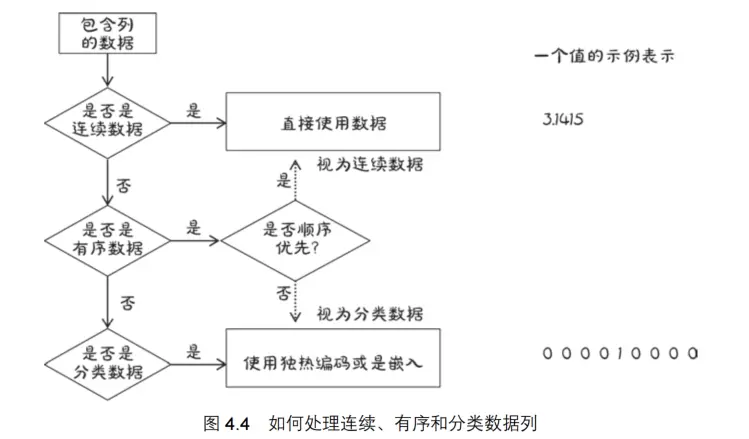 包含列
的数据
一个值的示例表示
是否是
连续数据
是
直接使用数据
3.1415
视为连续数据
否
是
是否是
有序数据
是
是否顺序
优先?
否
否
视为分类数据
是否是
分类数据
是
使用独热编码或是嵌入
0 0 0 0 1 0 0 0 0
图 4.4 如何处理连续、有序和分类数据列